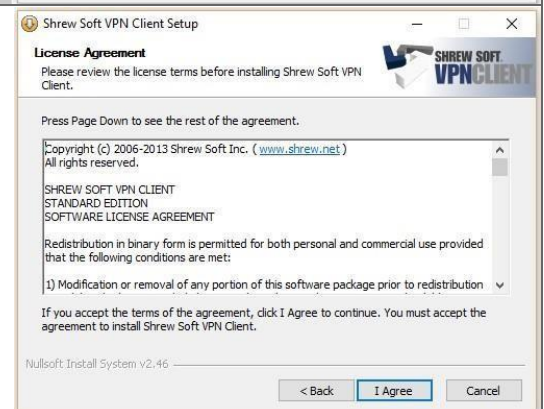 Shrew Soft VPN Client Setup
License Agreement
Please review the license terms before installing Shrew Soft VPN
Client.
SHREW SOFT
VPNCLIENT
Press Page Down to see the rest of the agreement.
Copyright (c) 2006-2013 Shrew Soft Inc. ( www.shrew.net )
All rights reserved.
SHREW SOFT VPN CLIENT
STANDARD EDITION
SOFTWARE LICENSE AGREEMENT
Redistribution in binary form is permitted for both personal and commercial use provided
that the following conditions are met:
1) Modification or removal of any portion of this software package prior to redistribution
If you accept the terms of the agreement, click I Agree to continue. You must accept the
agreement to install Shrew Soft VPN Client.
Nullsoft Install System v2.46
< Back I Agree Cancel